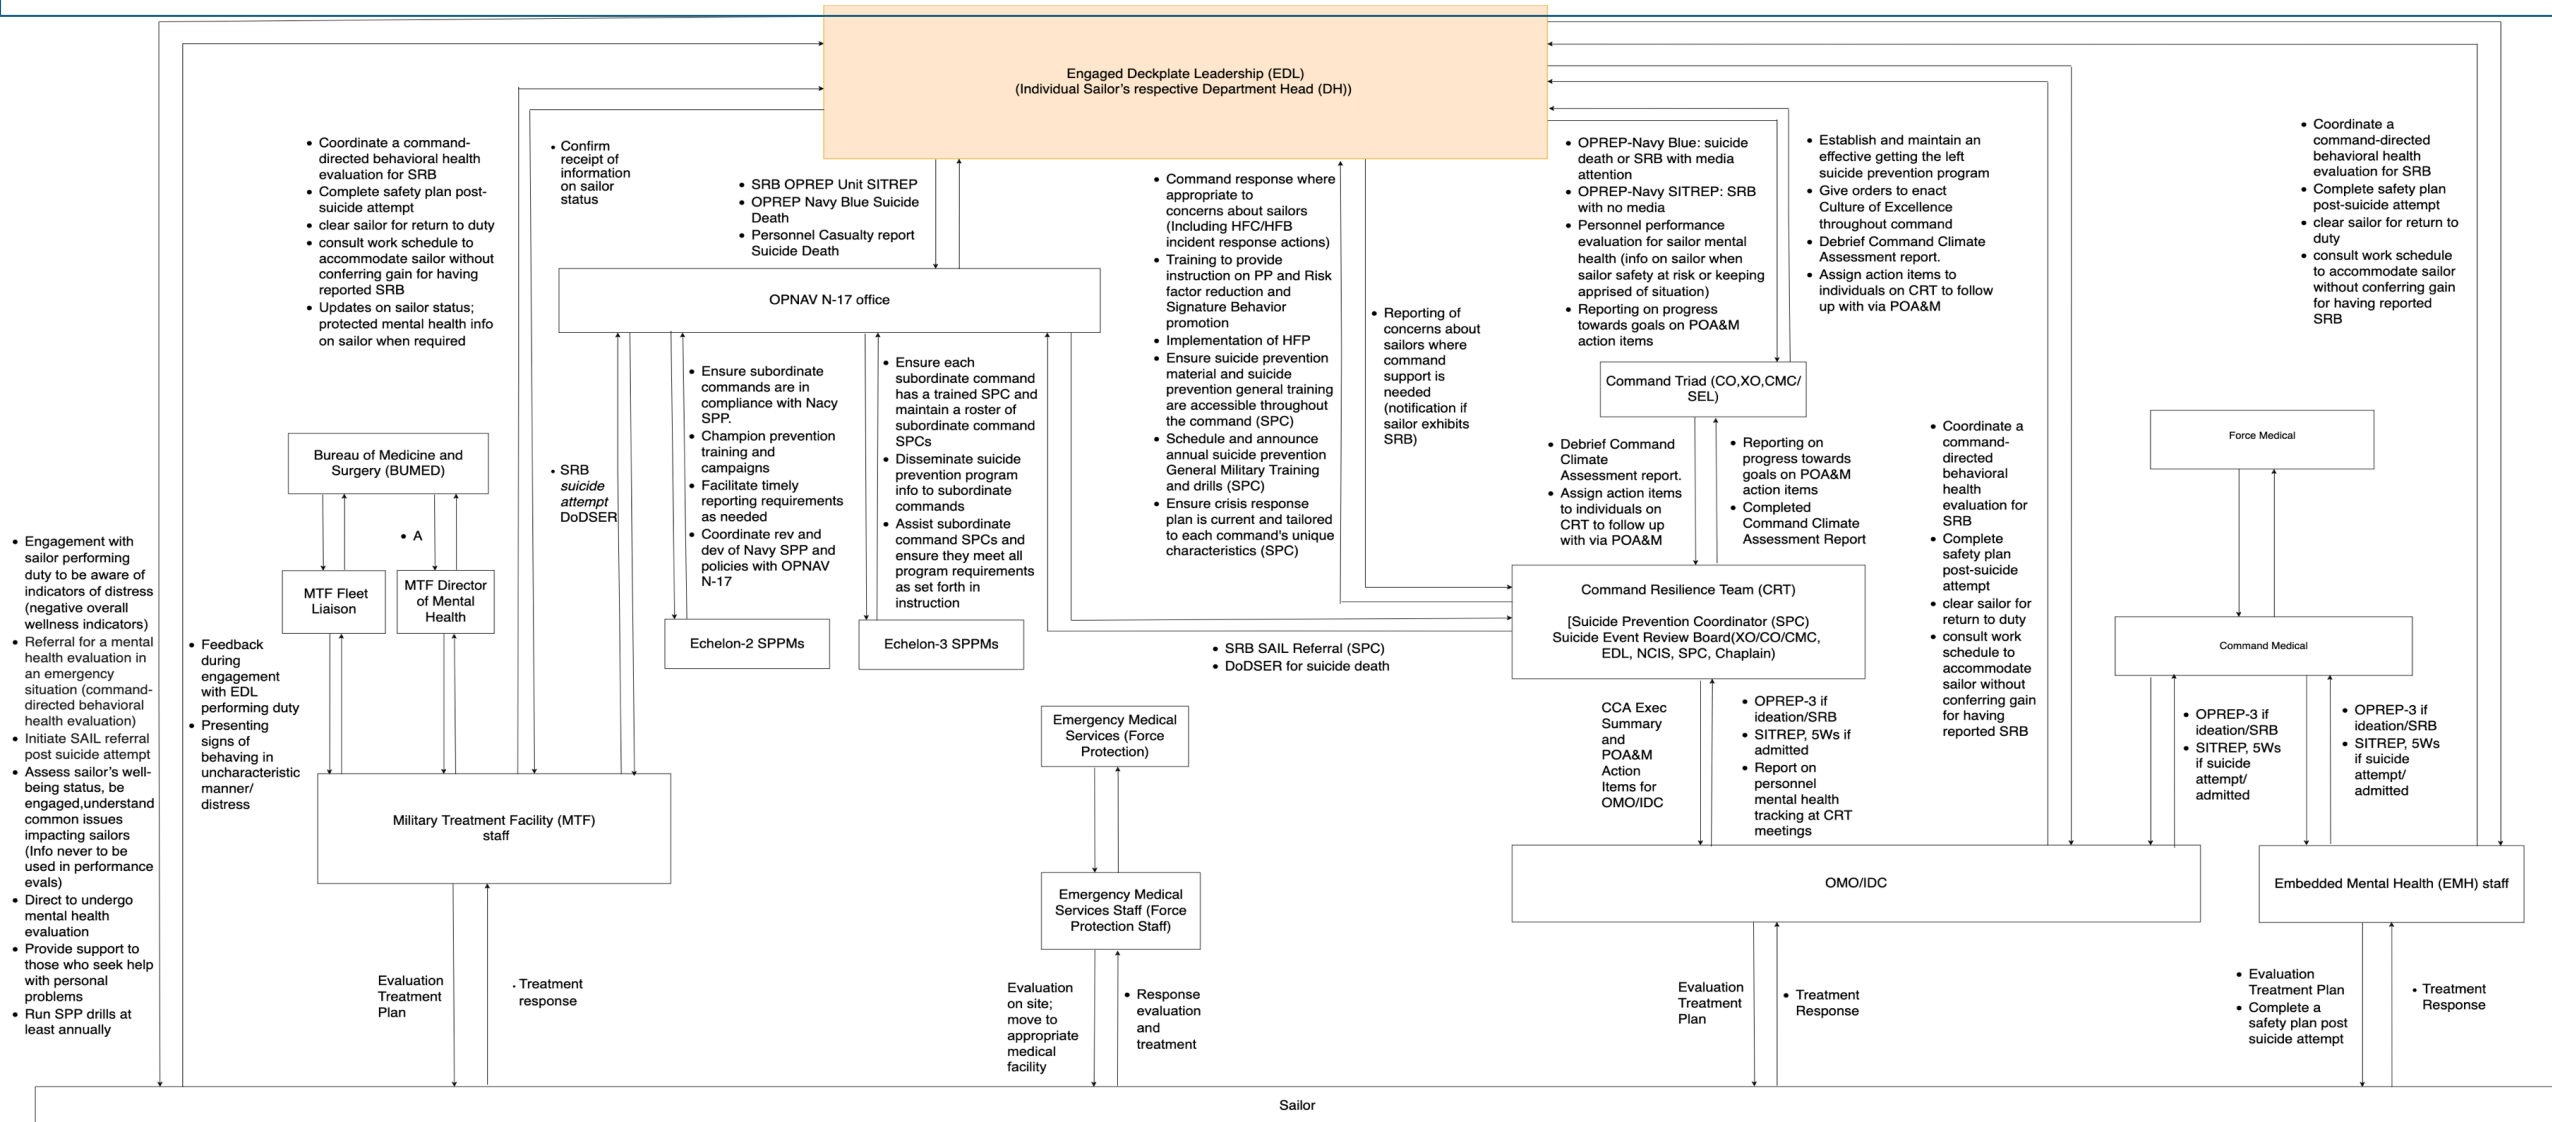 Engaged Deckplate Leadership (EDL)
(Individual Sailor's respective Department Head (DH))
• Coordinate a command-
directed behavioral health
evaluation for SRB
• Complete safety plan post-
suicide attempt
• clear sailor for return to duty
• consult work schedule to
accommodate sailor without
conferring gain for having
reported SRB
• Updates on sailor status;
protected mental health info
on sailor when required
• Confirm
receipt of
information
on sailor
status
• SRB OPREP Unit SITREP
• OPREP Navy Blue Suicide
Death
• Personnel Casualty report
Suicide Death
• Command response where
appropriate to
concerns about sailors
(Including HFC/HFB
incident response actions)
• Training to provide
instruction on PP and Risk
factor reduction and
Signature Behavior
promotion
• Implementation of HFP
• Ensure suicide prevention
material and suicide
prevention general training
are accessible throughout
the command (SPC)
• Schedule and announce
annual suicide prevention
General Military Training
and drills (SPC)
• Ensure crisis response
plan is current and tailored
to each command's unique
characteristics (SPC)
• Reporting of
concerns about
sailors where
command
support is
needed
(notification if
sailor exhibits
SRB)
• OPREP-Navy Blue: suicide
death or SRB with media
attention
• OPREP-Navy SITREP: SRB
with no media
• Personnel performance
evaluation for sailor mental
health (info on sailor when
sailor safety at risk or keeping
apprised of situation)
• Reporting on progress
towards goals on POA&M
action items
• Establish and maintain an
effective getting the left
suicide prevention program
• Give orders to enact
Culture of Excellence
throughout command
• Debrief Command Climate
Assessment report.
• Assign action items to
individuals on CRT to follow
up with via POA&M
• Coordinate a
command-directed
behavioral health
evaluation for SRB
• Complete safety plan
post-suicide attempt
• clear sailor for return to
duty
• consult work schedule
to accommodate sailor
without conferring gain
for having reported
SRB
OPNAV N-17 office
Command Triad (CO,XO,CMC/
SEL)
Force Medical
Bureau of Medicine and
Surgery (BUMED)
• A
MTF Fleet
Liaison
MTF Director
of Mental
Health
• SRB
suicide
attempt
DoDSER
• Ensure subordinate
commands are in
compliance with Nacy
SPP.
• Champion prevention
training and
campaigns
• Facilitate timely
reporting requirements
as needed
• Coordinate rev and
dev of Navy SPP and
policies with OPNAV
N-17
• Ensure each
subordinate command
has a trained SPC and
maintain a roster of
subordinate command
SPCs
• Disseminate suicide
prevention program
info to subordinate
commands
• Assist subordinate
command SPCs and
ensure they meet all
program requirements
as set forth in
instruction
• Debrief Command
Climate
Assessment report.
• Assign action items
to individuals on
CRT to follow up
with via POA&M
• Reporting on
progress towards
goals on POA&M
action items
• Completed
Command Climate
Assessment Report
• Coordinate a
command-
directed
behavioral
health
evaluation for
SRB
• Complete
safety plan
post-suicide
attempt
• clear sailor for
return to duty
• consult work
schedule to
accommodate
sailor without
conferring gain
for having
reported SRB
Echelon-2 SPPMs
Echelon-3 SPPMs
Command Resilience Team (CRT)
[Suicide Prevention Coordinator (SPC)
Suicide Event Review Board(XO/CO/CMC,
EDL, NCIS, SPC, Chaplain)
Command Medical
• SRB SAIL Referral (SPC)
• DoDSER for suicide death
• Engagement with
sailor performing
duty to be aware of
indicators of distress
(negative overall
wellness indicators)
• Referral for a mental
health evaluation in
an emergency
situation (command-
directed behavioral
health evaluation)
• Initiate SAIL referral
post suicide attempt
• Assess sailor's well-
being status, be
engaged,understand
common issues
impacting sailors
(Info never to be
used in performance
evals)
• Direct to undergo
mental health
evaluation
• Provide support to
those who seek help
with personal
problems
• Run SPP drills at
least annually
• Feedback
during
engagement
with EDL
performing duty
• Presenting
signs of
behaving in
uncharacteristic
manner/
distress
Military Treatment Facility (MTF)
staff
Emergency Medical
Services (Force
Protection)
Emergency Medical
Services Staff (Force
Protection Staff)
CCA Exec
Summary
and
POA&M
Action
Items for
OMO/IDC
• OPREP-3 if
ideation/SRB
• SITREP, 5Ws if
admitted
• Report on
personnel
mental health
tracking at CRT
meetings
• OPREP-3 if
ideation/SRB
• SITREP, 5Ws
if suicide
attempt/
admitted
• OPREP-3 if
ideation/SRB
• SITREP, 5Ws
if suicide
attempt/
admitted
OMO/IDC
Embedded Mental Health (EMH) staff
Evaluation
Treatment
Plan
• Treatment
response
Evaluation
on site;
move to
appropriate
medical
facility
• Response
evaluation
and
treatment
Evaluation
Treatment
Plan
• Treatment
Response
• Evaluation
Treatment Plan
• Complete a
safety plan post
suicide attempt
• Treatment
Response
Sailor